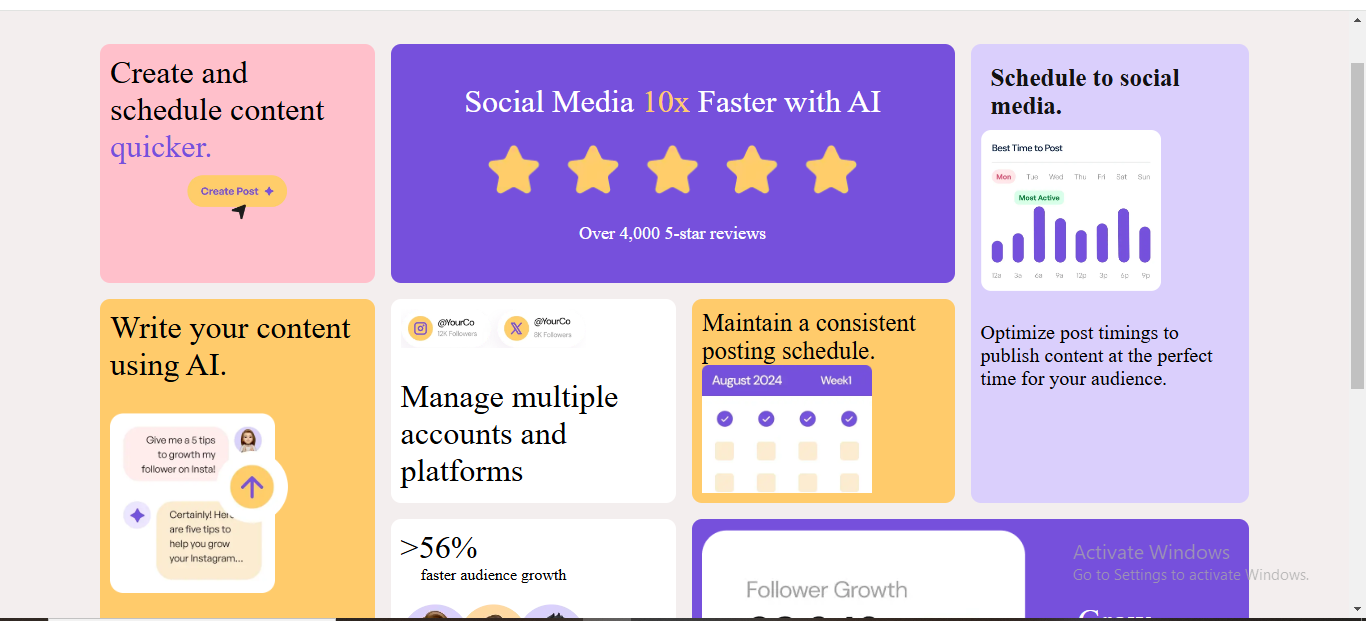 Create and
schedule content
quicker.
Create Post
Social Media 10x Faster with AI
Over 4,000 5-star reviews
Schedule to social
media.
Best Time to Post
Mon Tue Wed Thu Fri Sat Sun
Most Active
12a 3a 6a 9a 12p 3p 6p 9p
Optimize post timings to
publish content at the perfect
time for your audience.
Write your content
using AI.
Give me a 5 tips
to growth my
follower on Insta!
Certainly!
are five tips to
help you grow
your Instagram...
@YourCo
12K Followers
@YourCo
8K Followers
Manage multiple
accounts and
platforms
Maintain a consistent
posting schedule.
August 2024 Week1
>56%
faster audience growth
Follower Growth
Activate Windows
Go to Settings to activate Windows.